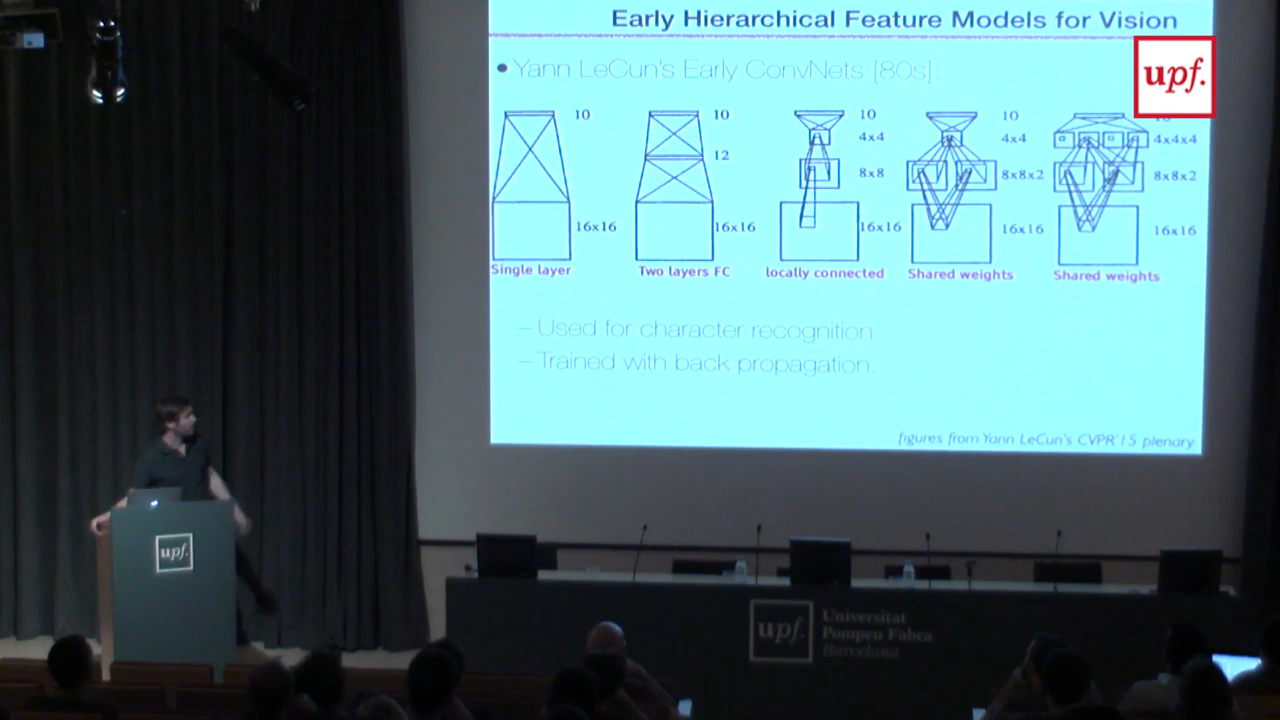 Early Hierarchical Feature Models for Vision
upf.
• Yann LeCun's Early ConvNets [80s]:
10 10 10 10
4x4 4x4 4x4x4
12
8x8 8x8x2 8x8x2
16x16 16x16 16x16 16x16 16x16
Single layer Two layers FC locally connected Shared weights Shared weights
– Used for character recognition
– Trained with back propagation.
figures from Yann LeCun's CVPR'15 plenary
upf.
upf.
Universitat
Pompeu Fabra
Barcelona